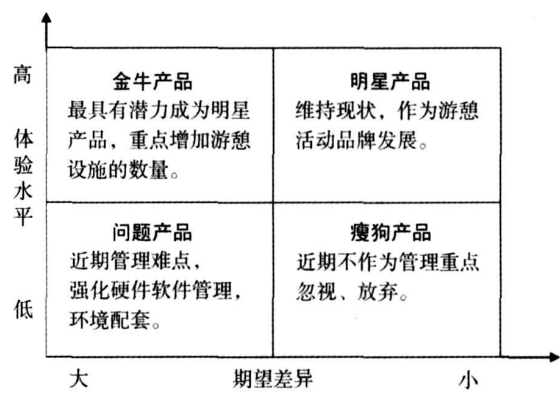 高
体验水平
低
金牛产品
最具有潜力成为明星
产品，重点增加游憩
设施的数量。
明星产品
维持现状，作为游憩
活动品牌发展。
问题产品
近期管理难点，
强化硬件软件管理，
环境配套。
瘦狗产品
近期不作为管理重点
忽视、放弃。
大
期望差异
小